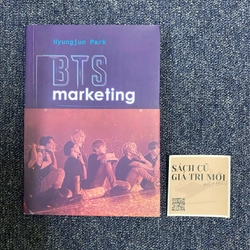 Hyungjun Park
BTS
marketing
SÁCH CŨ
GIÁ TRỊ MỚI